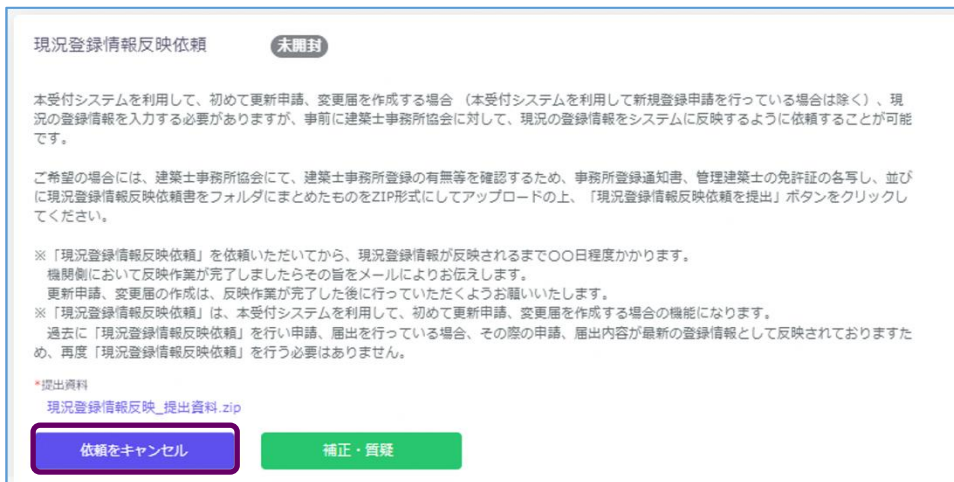 現況登録情報反映依頼 未開封
本受付システムを利用して、初めて更新申請、変更届を作成する場合 （本受付システムを利用して新規登録申請を行っている場合は除く）、現
況の登録情報を入力する必要がありますが、事前に建築士事務所協会に対して、現況の登録情報をシステムに反映するように依頼することが可能
です。
ご希望の場合には、建築士事務所協会にて、建築士事務所登録の有無等を確認するため、事務所登録通知書、管理建築士の免許証の各写し、並び
に現況登録情報反映依頼書をフォルダにまとめたものをZIP形式にしてアップロードの上、「現況登録情報反映依頼を提出」ボタンをクリックし
てください。
※「現況登録情報反映依頼」を依頼いただいてから、現況登録情報が反映されるまで〇〇日程度かかります。
機関側において反映作業が完了しましたらその旨をメールによりお伝えします。
更新申請、変更届の作成は、反映作業が完了した後に行っていただくようお願いいたします。
※「現況登録情報反映依頼」は、本受付システムを利用して、初めて更新申請、変更届を作成する場合の機能になります。
過去に「現況登録情報反映依頼」を行い申請、届出を行っている場合、その際の申請、届出内容が最新の登録情報として反映されておりますた
め、再度「現況登録情報反映依頼」を行う必要はありません。
*提出資料
現況登録情報反映_提出資料.zip
依頼をキャンセル 補正・質疑